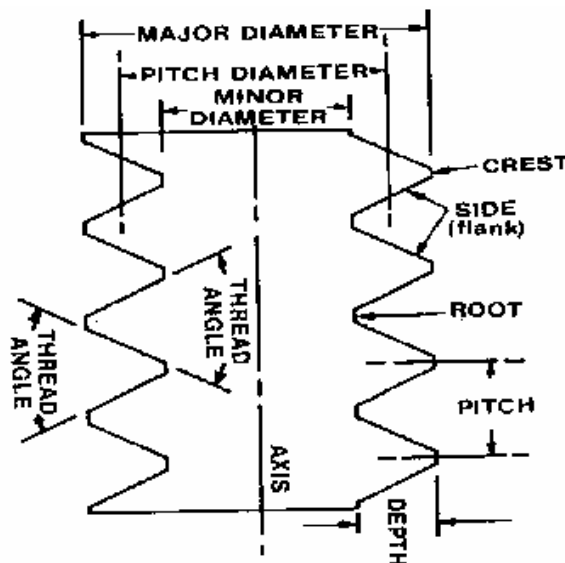 MAJOR DIAMETER
PITCH DIAMETER
MINOR
DIAMETER
CREST
SIDE
(flank)
THREAD
ANGLE
ROOT
THREAD
ANGLE
PITCH
AXIS
DEPTH